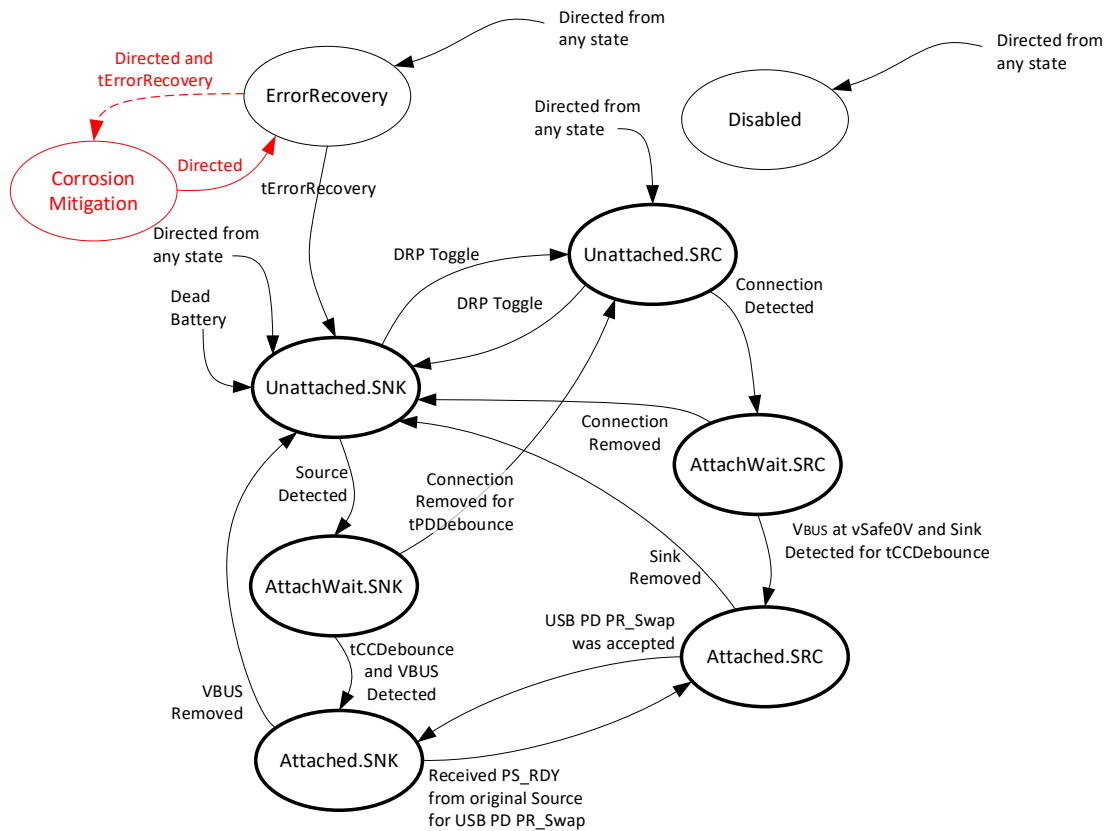 Directed from
any state
Directed from
any state
Directed and
tErrorRecovery
ErrorRecovery
Disabled
Directed from
any state
Corrosion
Mitigation
Directed
tErrorRecovery
Directed from
any state
Unattached.SRC
DRP Toggle
DRP Toggle
Connection
Detected
Dead
Battery
Unattached.SNK
Connection
Removed
AttachWait.SRC
Source
Detected
Connection
Removed for
tPDDebounce
VBUS at vSafe0V and Sink
Detected for tCCDebounce
AttachWait.SNK
Sink
Removed
USB PD PR_Swap
was accepted
Attached.SRC
tCCDebounce
and VBUS
Detected
VBUS
Removed
Attached.SNK
Received PS_RDY
from original Source
for USB PD PR_Swap